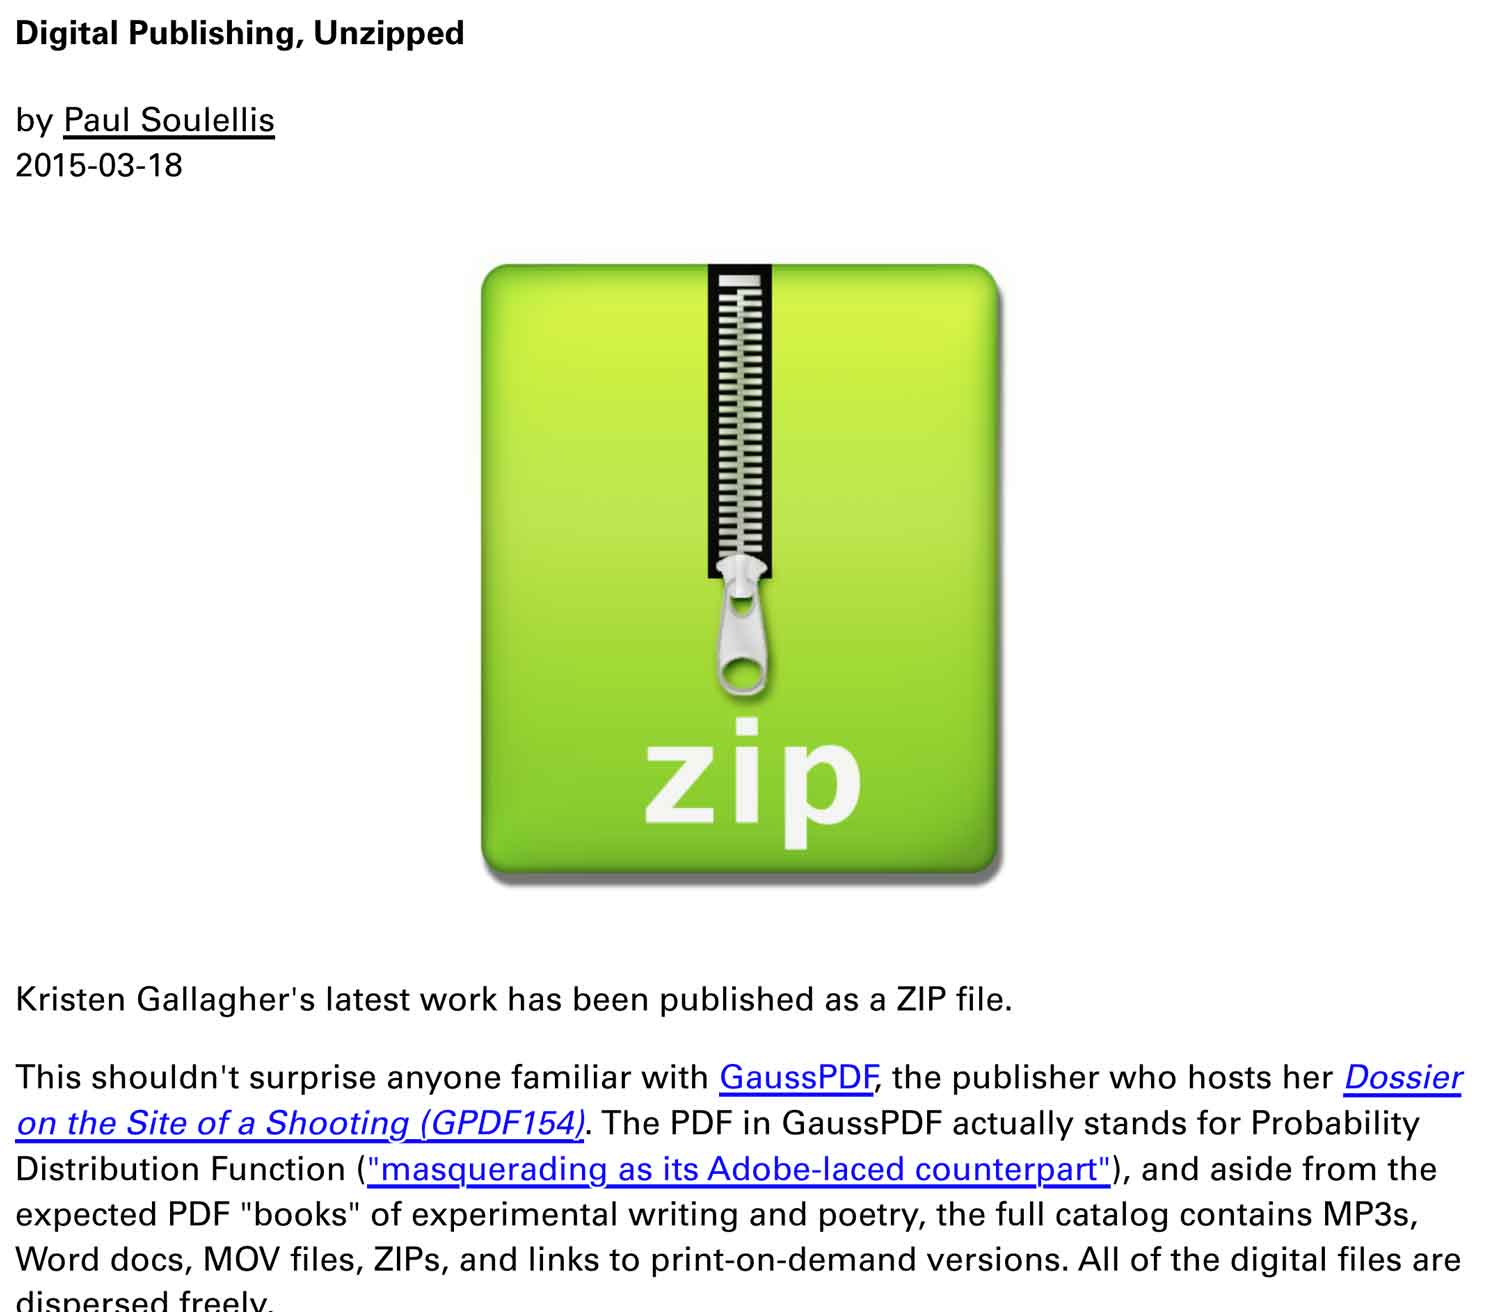 Digital Publishing, Unzipped
by Paul Soulellis
2015-03-18
zip
Kristen Gallagher's latest work has been published as a ZIP file.
This shouldn't surprise anyone familiar with GaussPDF, the publisher who hosts her Dossier
on the Site of a Shooting (GPDF154). The PDF in GaussPDF actually stands for Probability
Distribution Function ("masquerading as its Adobe-laced counterpart"), and aside from the
expected PDF "books" of experimental writing and poetry, the full catalog contains MP3s,
Word docs, MOV files, ZIPs, and links to print-on-demand versions. All of the digital files are
dispersed freely.